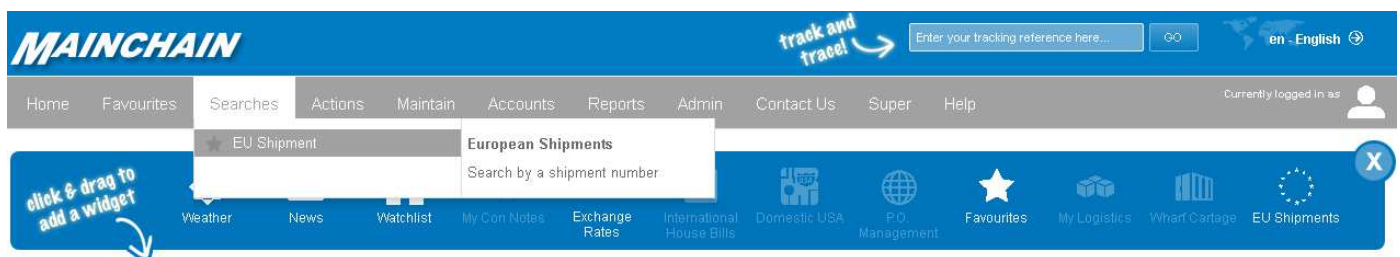 MAINCHAIN
track and
trace!
Enter your tracking reference here...
GO
en - English
Home Favourites Searches Actions Maintain Accounts Reports Admin Contact Us Super Help
Currently logged in as
EU Shipment
European Shipments
Search by a shipment number
X
click & drag to
add a widget
Weather News Watchlist My Con Notes Exchange
Rates
International
House Bills
Domestic USA
P.O.
Management
Favourites My Logistics Wharf Cartage EU Shipments